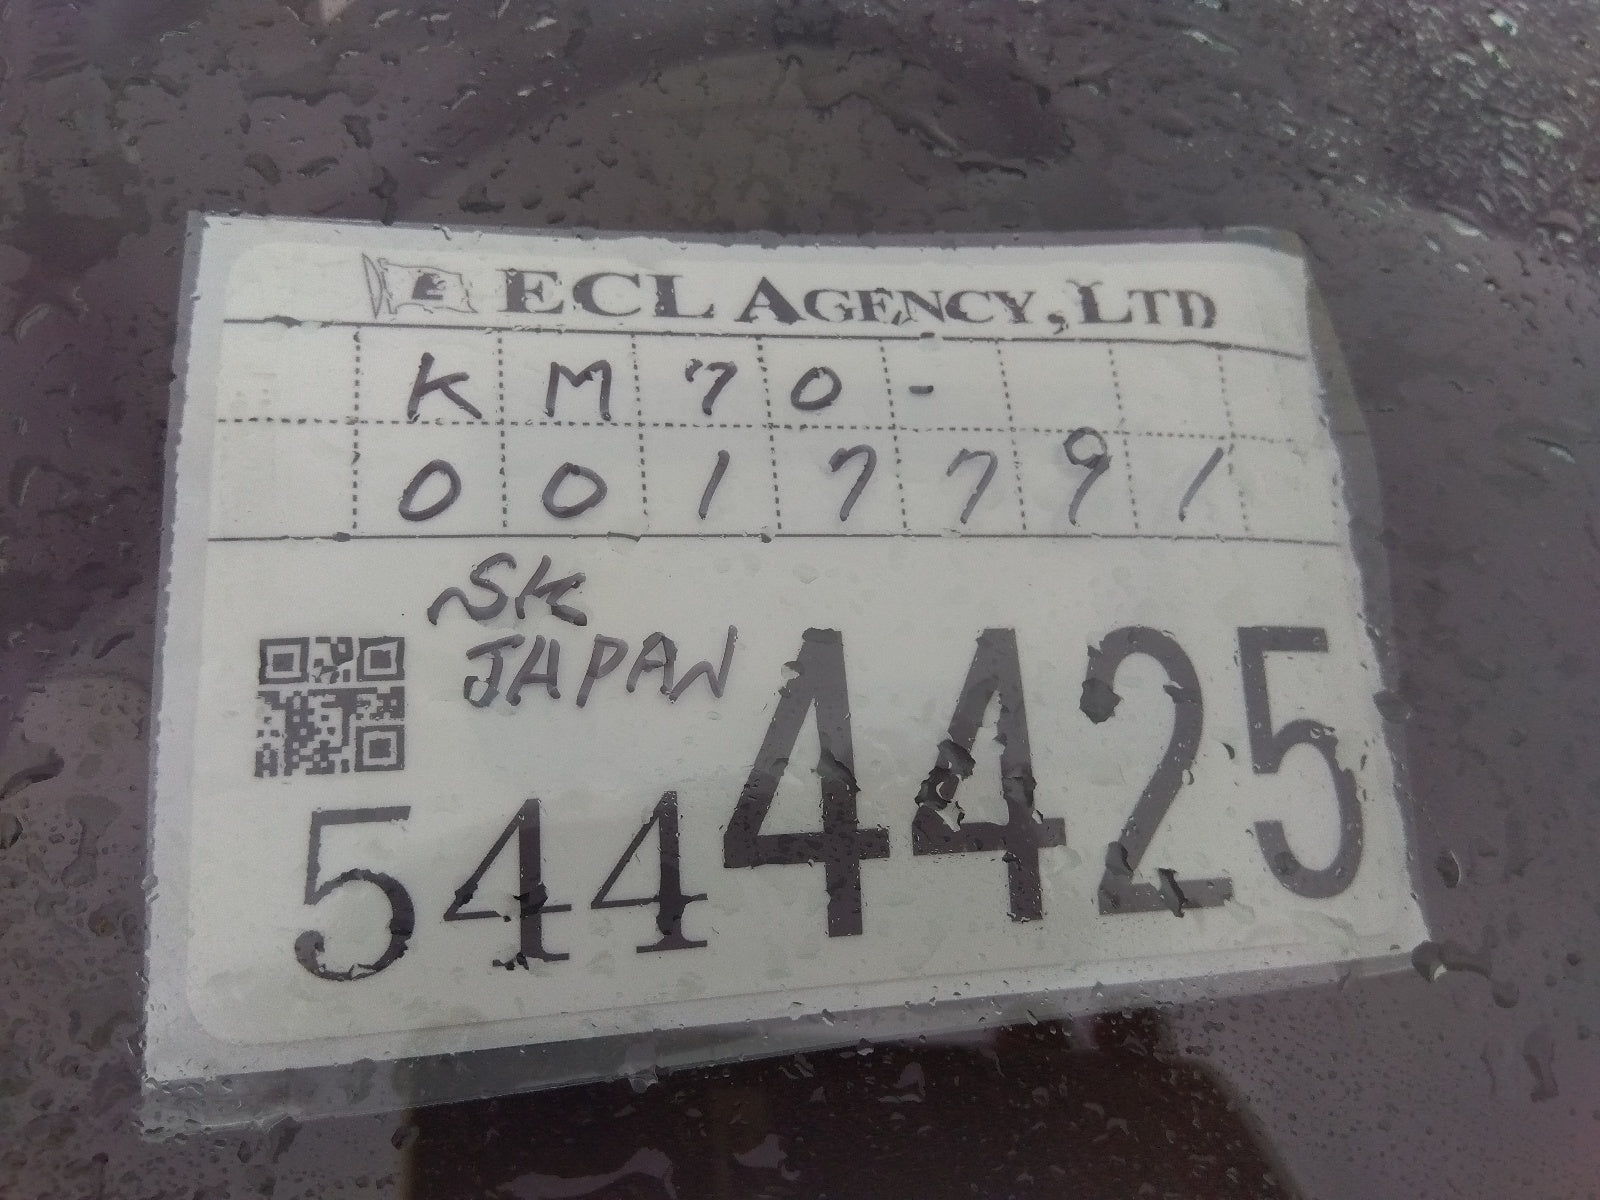 ECL AGENCY, LTD
KM70-
0017791
SK
JAPAN
5444425